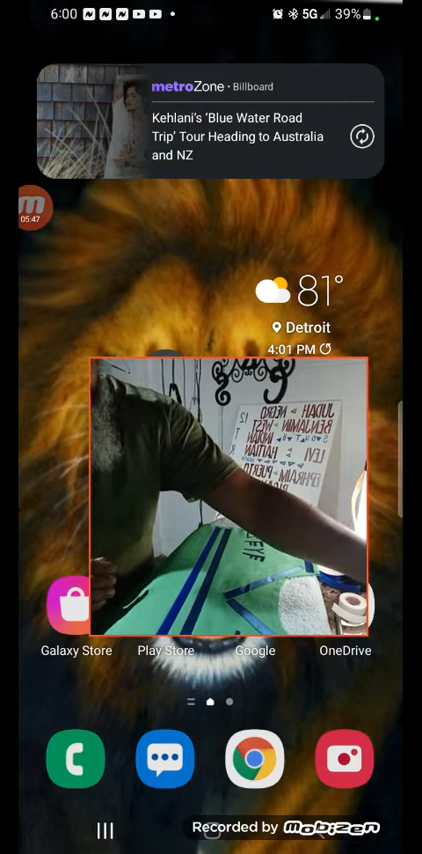 6:00
5G 39%
metroZone • Billboard
Kehlani's 'Blue Water Road
Trip' Tour Heading to Australia
and NZ
05:47
81°
Detroit
4:01 PM
12 JUDAH - NEGRO
BENJAMIN WEST
INDIAN
LEVI HAITIAN
EPHRAIM PUERTO
Galaxy Store
Play Store
Google
OneDrive
Recorded by Mobizen